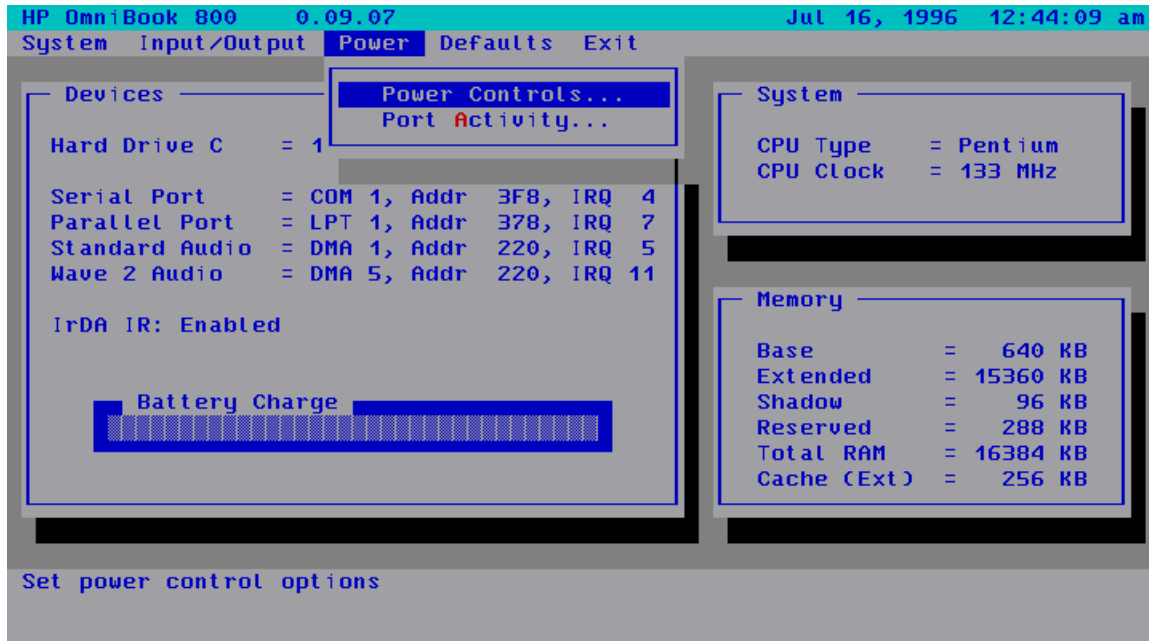 HP OmniBook 800 0.09.07 Jul 16, 1996 12:44:09 am
System Input/Output Power Defaults Exit
Power Controls...
Port Activity...
Devices
Hard Drive C = 1
Serial Port = COM 1, Addr 3F8, IRQ 4
Parallel Port = LPT 1, Addr 378, IRQ 7
Standard Audio = DMA 1, Addr 220, IRQ 5
Wave 2 Audio = DMA 5, Addr 220, IRQ 11
IrDA IR: Enabled
Battery Charge
System
CPU Type = Pentium
CPU Clock = 133 MHz
Memory
Base = 640 KB
Extended = 15360 KB
Shadow = 96 KB
Reserved = 288 KB
Total RAM = 16384 KB
Cache (Ext) = 256 KB
Set power control options